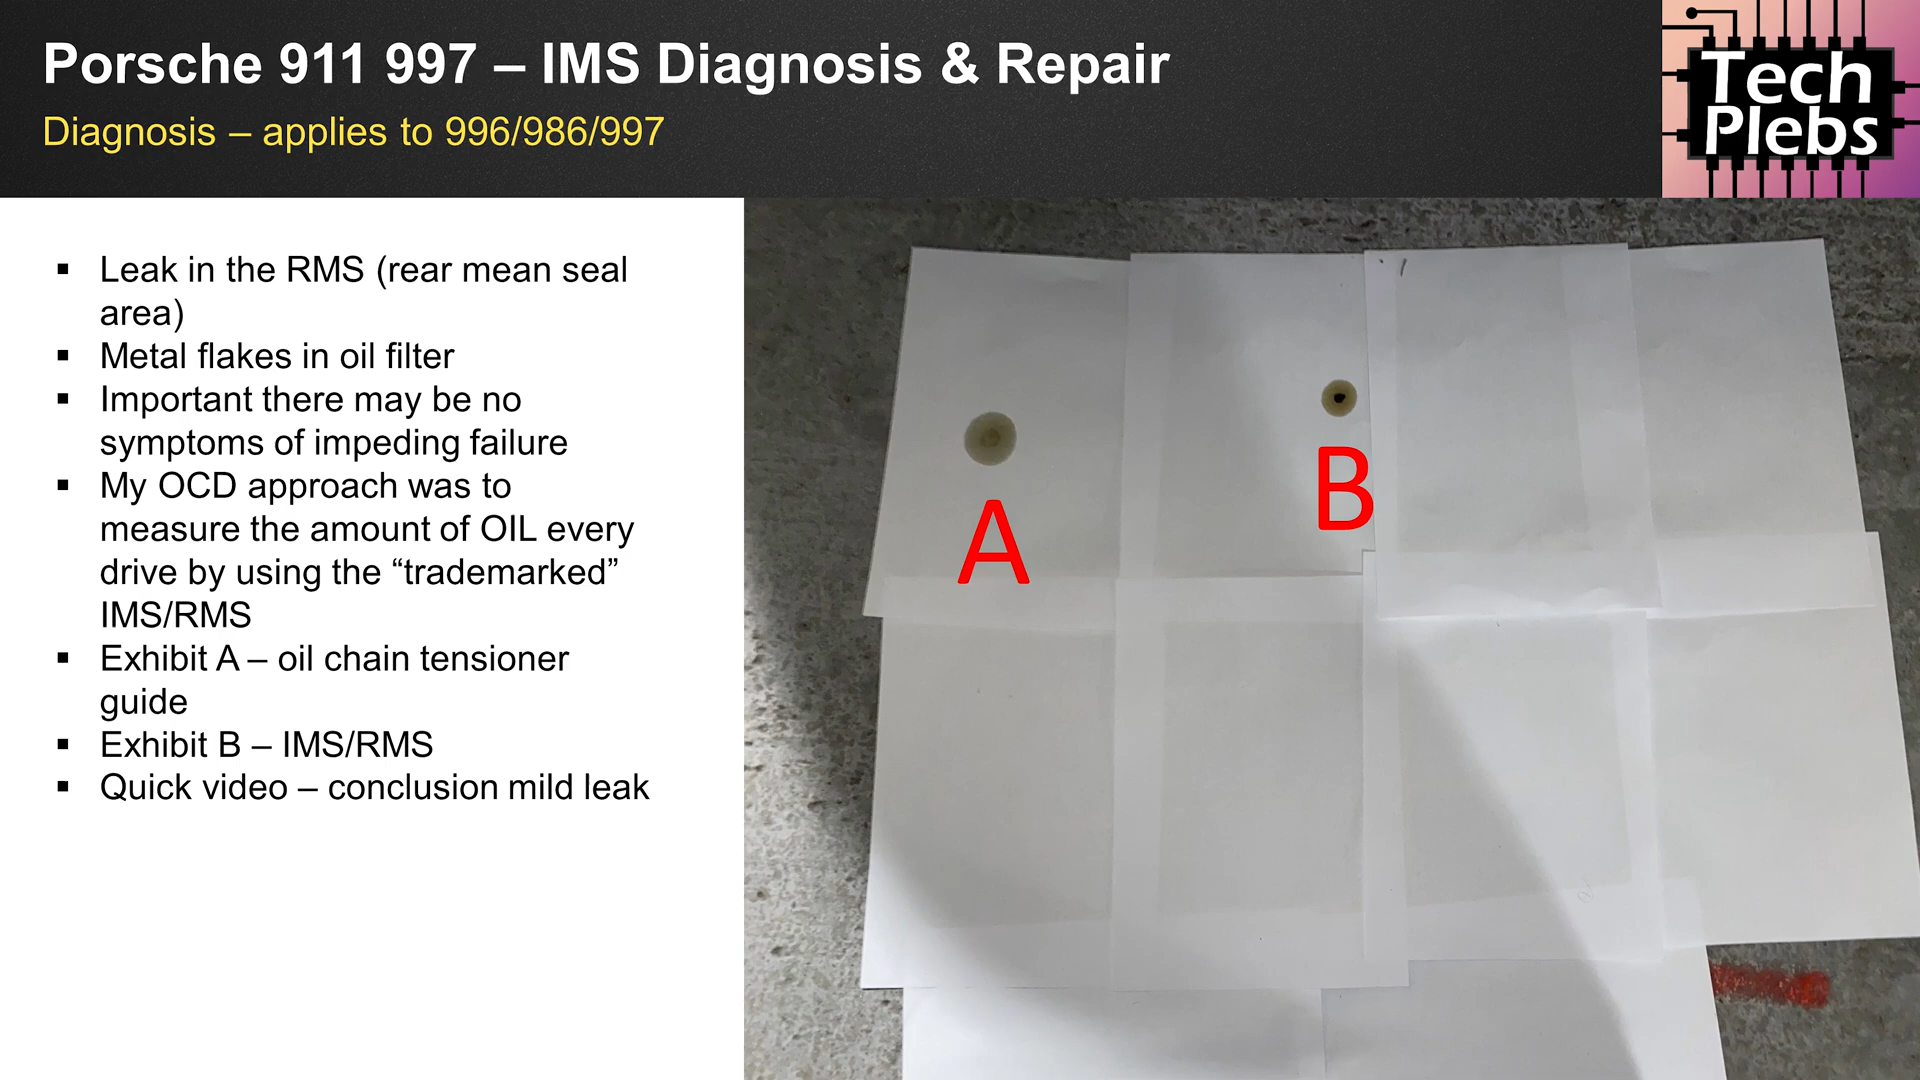 Porsche 911 997 – IMS Diagnosis & Repair
Diagnosis – applies to 996/986/997
Tech
Plebs
▪ Leak in the RMS (rear mean seal
area)
▪ Metal flakes in oil filter
▪ Important there may be no
symptoms of impeding failure
▪ My OCD approach was to
measure the amount of OIL every
drive by using the “trademarked”
IMS/RMS
▪ Exhibit A – oil chain tensioner
guide
▪ Exhibit B – IMS/RMS
▪ Quick video – conclusion mild leak
A
B